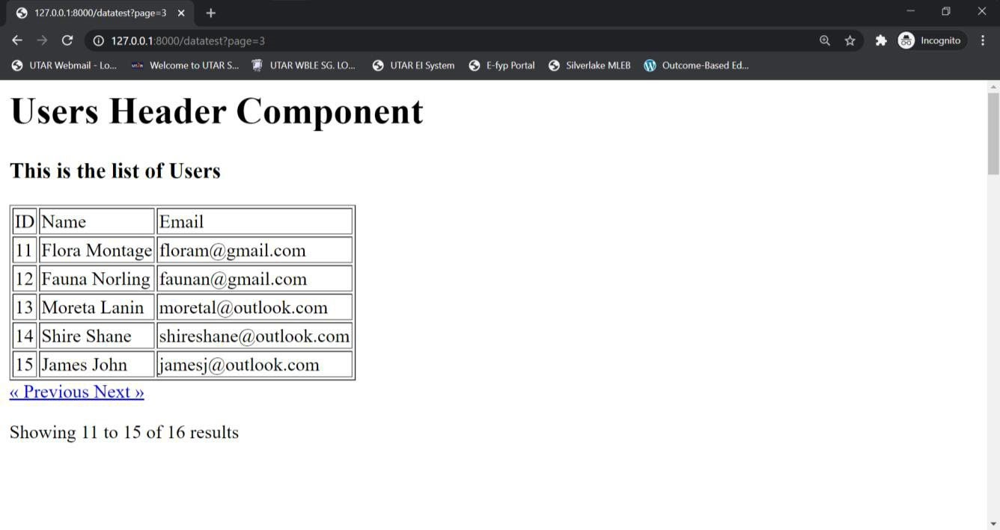 127.0.0.1:8000/datatest?page=3
127.0.0.1:8000/datatest?page=3 Incognito
UTAR Webmail - Lo... Welcome to UTAR S... UTAR WBLE SG. LO... UTAR EI System E-fyp Portal Silverlake MLEB Outcome-Based Ed...
Users Header Component
This is the list of Users
ID Name Email
11 Flora Montage floram@gmail.com
12 Fauna Norling faunan@gmail.com
13 Moreta Lanin moretal@outlook.com
14 Shire Shane shireshane@outlook.com
15 James John jamesj@outlook.com
« Previous Next »
Showing 11 to 15 of 16 results